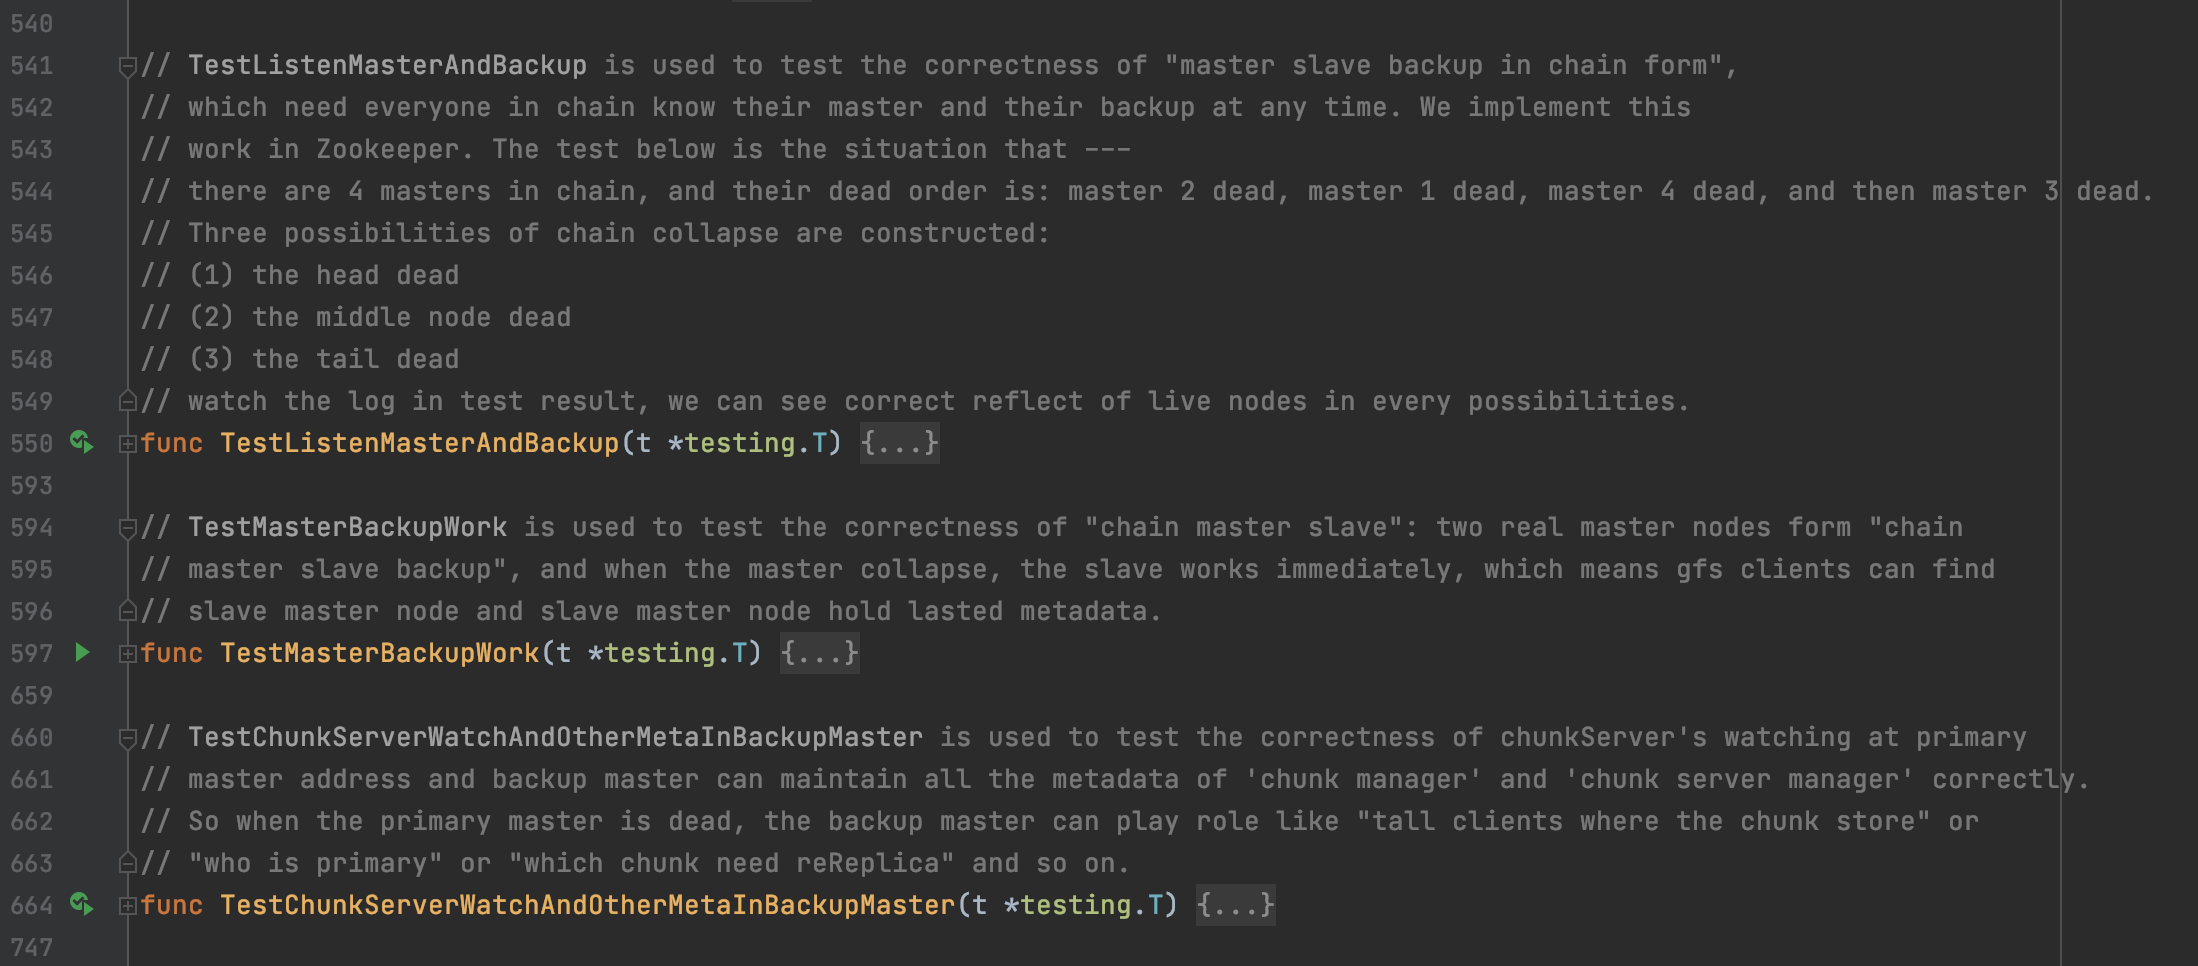 540
541 // TestListenMasterAndBackup is used to test the correctness of "master slave backup in chain form",
542 // which need everyone in chain know their master and their backup at any time. We implement this
543 // work in Zookeeper. The test below is the situation that ---
544 // there are 4 masters in chain, and their dead order is: master 2 dead, master 1 dead, master 4 dead, and then master 3 dead.
545 // Three possibilities of chain collapse are constructed:
546 // (1) the head dead
547 // (2) the middle node dead
548 // (3) the tail dead
549 // watch the log in test result, we can see correct reflect of live nodes in every possibilities.
550 func TestListenMasterAndBackup(t *testing.T) {...}
593
594 // TestMasterBackupWork is used to test the correctness of "chain master slave": two real master nodes form "chain
595 // master slave backup", and when the master collapse, the slave works immediately, which means gfs clients can find
596 // slave master node and slave master node hold lasted metadata.
597 func TestMasterBackupWork(t *testing.T) {...}
659
660 // TestChunkServerWatchAndOtherMetaInBackupMaster is used to test the correctness of chunkServer's watching at primary
661 // master address and backup master can maintain all the metadata of 'chunk manager' and 'chunk server manager' correctly.
662 // So when the primary master is dead, the backup master can play role like "tall clients where the chunk store" or
663 // "who is primary" or "which chunk need reReplica" and so on.
664 func TestChunkServerWatchAndOtherMetaInBackupMaster(t *testing.T) {...}
747